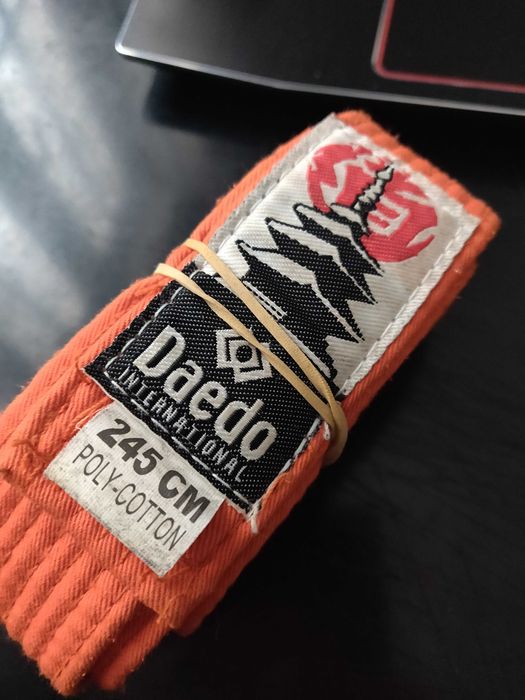 Daedo
INTERNATIONAL
245 CM
POLY-COTTON